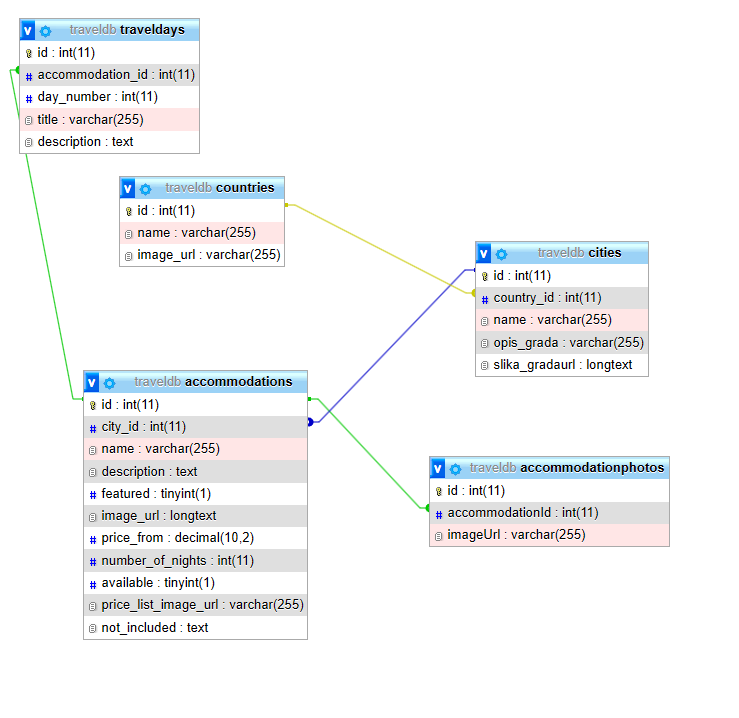 traveldb traveldays
id : int(11)
accommodation_id : int(11)
day_number : int(11)
title : varchar(255)
description : text
traveldb countries
id : int(11)
name : varchar(255)
image_url : varchar(255)
traveldb cities
id : int(11)
country_id : int(11)
name : varchar(255)
opis_grada : varchar(255)
slika_gradaurl : longtext
traveldb accommodations
id : int(11)
city_id : int(11)
name : varchar(255)
description : text
featured : tinyint(1)
image_url : longtext
price_from : decimal(10,2)
number_of_nights : int(11)
available : tinyint(1)
price_list_image_url : varchar(255)
not_included : text
traveldb accommodationphotos
id : int(11)
accommodationId : int(11)
imageUrl : varchar(255)